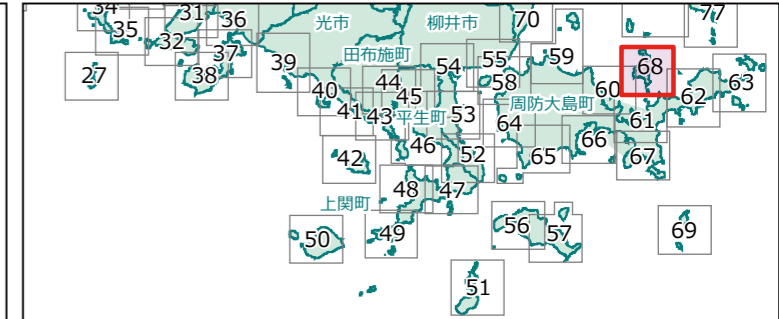 34 31 36 光市 柳井市 70 77
35 32 37 39 田布施町 54 55 59 68
27 38 40 44 58 60 62 63
41 43 45 平生町 53 周防大島町 61
42 46 52 64 65 66 67
上関町 48 47
50 49 56 57 69
51